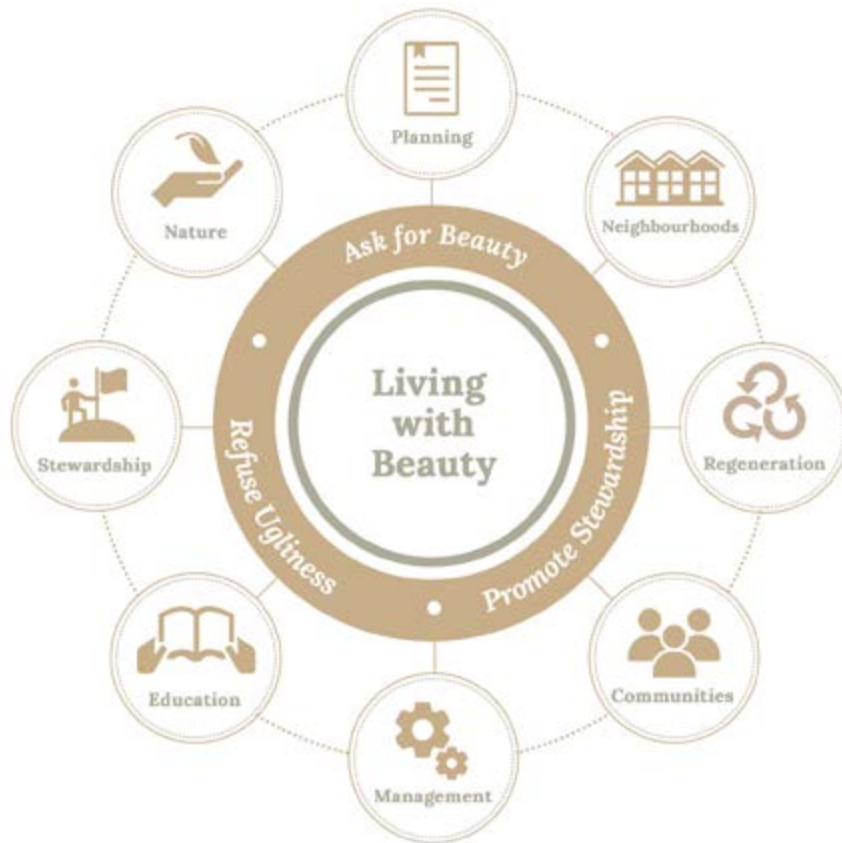 Planning
Nature
Neighbourhoods
Ask for Beauty
Living
with
Beauty
Stewardship
Refuse Ugliness
Promote Stewardship
Regeneration
Education
Communities
Management